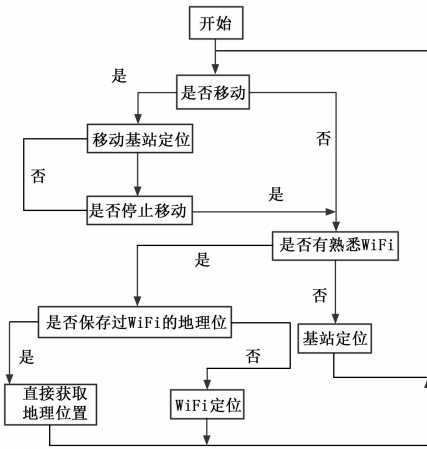 开始
是
是否移动
移动基站定位
否
否
是否停止移动
是
是否有熟悉WiFi
是
否
是否保存过WiFi的地理位
基站定位
是
否
直接获取
地理位置
WiFi定位